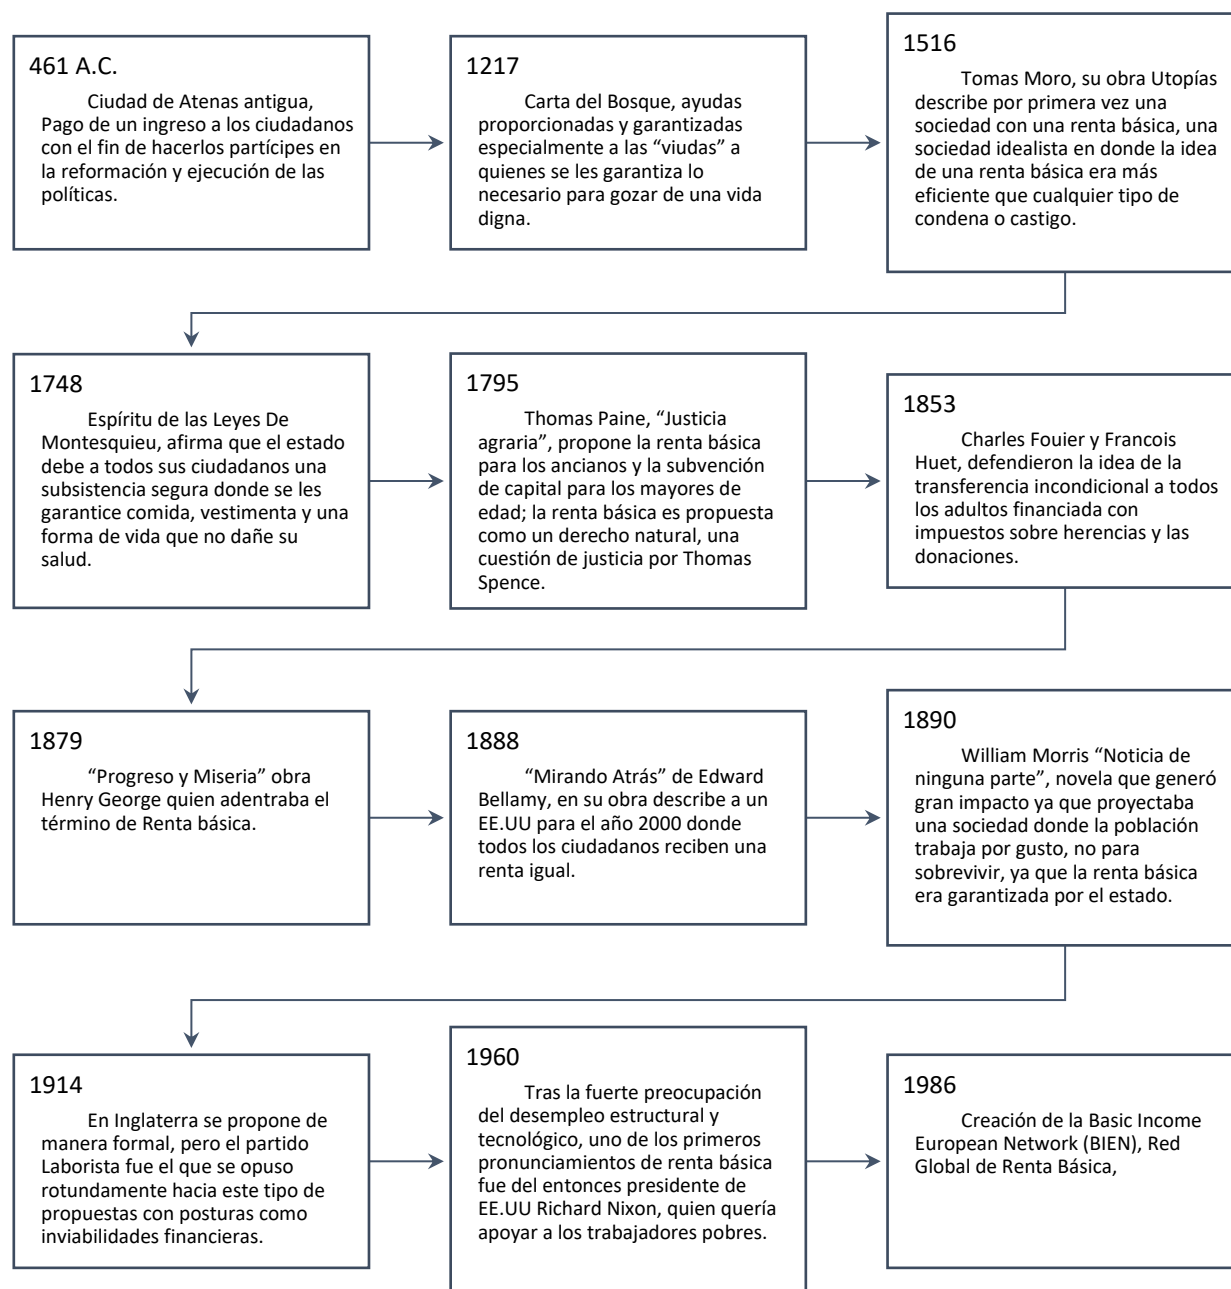 461 A.C.
Ciudad de Atenas antigua,
Pago de un ingreso a los ciudadanos
con el fin de hacerlos partícipes en
la reformación y ejecución de las
políticas.
1217
Carta del Bosque, ayudas
proporcionadas y garantizadas
especialmente a las “viudas” a
quienes se les garantiza lo
necesario para gozar de una vida
digna.
1516
Tomas Moro, su obra Utopías
describe por primera vez una
sociedad con una renta básica, una
sociedad idealista en donde la idea
de una renta básica era más
eficiente que cualquier tipo de
condena o castigo.
1748
Espíritu de las Leyes De
Montesquieu, afirma que el estado
debe a todos sus ciudadanos una
subsistencia segura donde se les
garantice comida, vestimenta y una
forma de vida que no dañe su
salud.
1795
Thomas Paine, “Justicia
agraria”, propone la renta básica
para los ancianos y la subvención
de capital para los mayores de
edad; la renta básica es propuesta
como un derecho natural, una
cuestión de justicia por Thomas
Spence.
1853
Charles Fouier y Francois
Huet, defendieron la idea de la
transferencia incondicional a todos
los adultos financiada con
impuestos sobre herencias y las
donaciones.
1879
“Progreso y Miseria” obra
Henry George quien adentraba el
término de Renta básica.
1888
“Mirando Atrás” de Edward
Bellamy, en su obra describe a un
EE.UU para el año 2000 donde
todos los ciudadanos reciben una
renta igual.
1890
William Morris “Noticia de
ninguna parte”, novela que generó
gran impacto ya que proyectaba
una sociedad donde la población
trabaja por gusto, no para
sobrevivir, ya que la renta básica
era garantizada por el estado.
1914
En Inglaterra se propone de
manera formal, pero el partido
Laborista fue el que se opuso
rotundamente hacia este tipo de
propuestas con posturas como
inviabilidades financieras.
1960
Tras la fuerte preocupación
del desempleo estructural y
tecnológico, uno de los primeros
pronunciamientos de renta básica
fue del entonces presidente de
EE.UU Richard Nixon, quien quería
apoyar a los trabajadores pobres.
1986
Creación de la Basic Income
European Network (BIEN), Red
Global de Renta Básica,